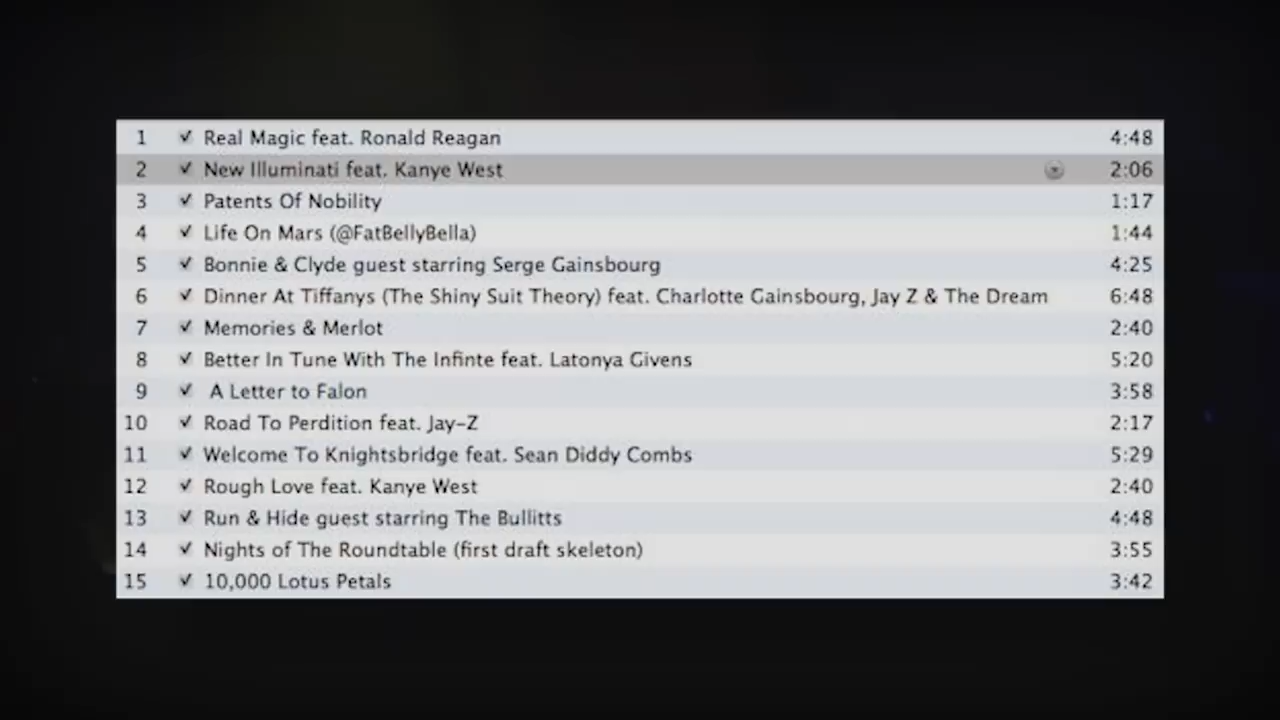 1 ✓ Real Magic feat. Ronald Reagan 4:48
2 ✓ New Illuminati feat. Kanye West 2:06
3 ✓ Patents Of Nobility 1:17
4 ✓ Life On Mars (@FatBellyBella) 1:44
5 ✓ Bonnie & Clyde guest starring Serge Gainsbourg 4:25
6 ✓ Dinner At Tiffanys (The Shiny Suit Theory) feat. Charlotte Gainsbourg, Jay Z & The Dream 6:48
7 ✓ Memories & Merlot 2:40
8 ✓ Better In Tune With The Infinte feat. Latonya Givens 5:20
9 ✓ A Letter to Falon 3:58
10 ✓ Road To Perdition feat. Jay-Z 2:17
11 ✓ Welcome To Knightsbridge feat. Sean Diddy Combs 5:29
12 ✓ Rough Love feat. Kanye West 2:40
13 ✓ Run & Hide guest starring The Bullitts 4:48
14 ✓ Nights of The Roundtable (first draft skeleton) 3:55
15 ✓ 10,000 Lotus Petals 3:42